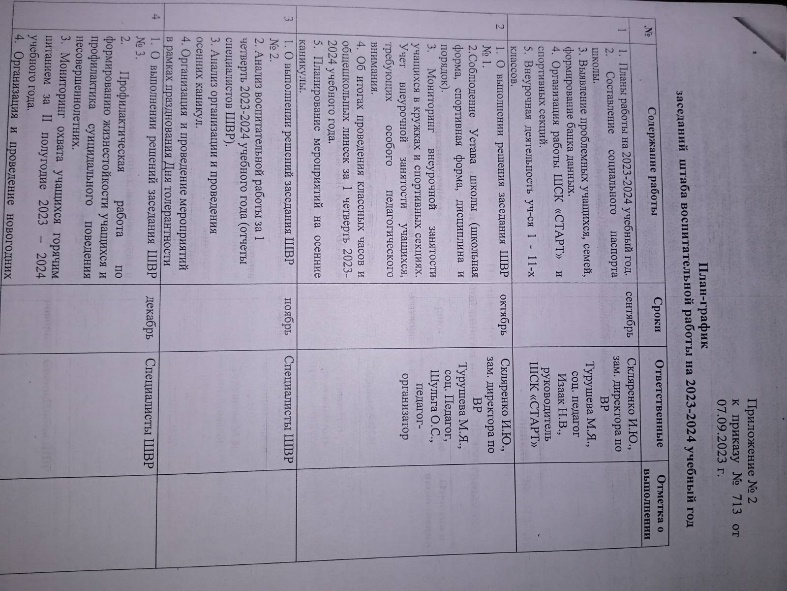 Приложение № 2
к приказу № 713 от
07.09.2023 г.
План-график
заседаний штаба воспитательной работы на 2023-2024 учебный год
№
Содержание работы
Сроки
Ответственные
Отметка о
выполнении
1
1. Планы работы на 2023-2024 учебный год.
2. Составление социального паспорта
школы.
3. Выявление проблемных учащихся, семей,
формирование банка данных.
4. Организация работы ШСК «СТАРТ» и
спортивных секций.
5. Внеурочная деятельность уч-ся 1 - 11-х
классов.
сентябрь
Скляренко И.Ю.,
зам. директора по
ВР
Турушева М.Я.,
соц. педагог
Изаак Н.В.,
руководитель
ШСК «СТАРТ»
2
1. О выполнении решения заседания ШВР
№ 1.
2.Соблюдение Устава школы (школьная
форма, спортивная форма, дисциплина и
порядок).
3. Мониторинг внеурочной занятости
учащихся в кружках и спортивных секциях.
Учет внеурочной занятости учащихся,
требующих особого педагогического
внимания.
4. Об итогах проведения классных часов и
общешкольных линеек за 1 четверть 2023-
2024 учебного года.
5. Планирование мероприятий на осенние
каникулы.
октябрь
Скляренко И.Ю.,
зам. директора по
ВР
Турушева М.Я.,
соц. Педагог,
Шульга О.С.,
педагог-
организатор
3
1. О выполнении решений заседания ШВР
№ 2.
2. Анализ воспитательной работы за 1
четверть 2023-2024 учебного года (отчеты
специалистов ШВР).
3. Анализ организации и проведения
осенних каникул.
4. Организация и проведение мероприятий
в рамках празднования Дня толерантности
ноябрь
Специалисты ШВР
4
1. О выполнении решений заседания ШВР
№ 3.
2. Профилактическая работа по
формированию жизнестойкости учащихся и
профилактика суицидального поведения
несовершеннолетних.
3. Мониторинг охвата учащихся горячим
питанием за II полугодие 2023 – 2024
учебного года.
4. Организация и проведение новогодних
декабрь
Специалисты ШВР